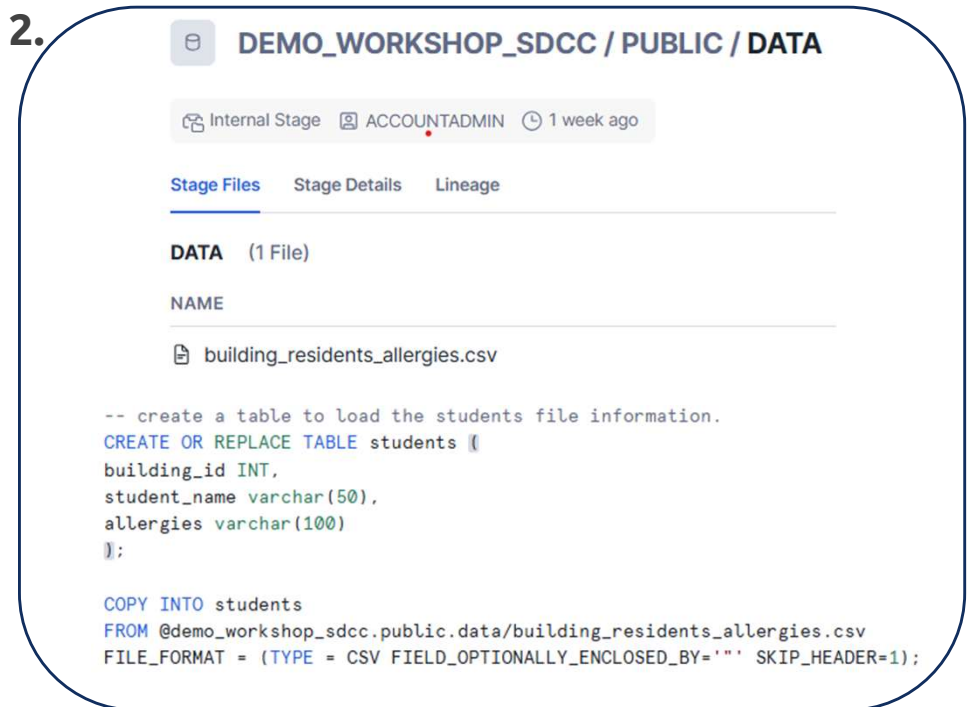 2.
DEMO_WORKSHOP_SDCC / PUBLIC / DATA
Internal Stage ACCOUNTADMIN 1 week ago
Stage Files Stage Details Lineage
DATA (1 File)
NAME
building_residents_allergies.csv
-- create a table to load the students file information.
CREATE OR REPLACE TABLE students (
building_id INT,
student_name varchar(50),
allergies varchar(100)
);
COPY INTO students
FROM @demo_workshop_sdcc.public.data/building_residents_allergies.csv
FILE_FORMAT = (TYPE = CSV FIELD_OPTIONALLY_ENCLOSED_BY='"' SKIP_HEADER=1);